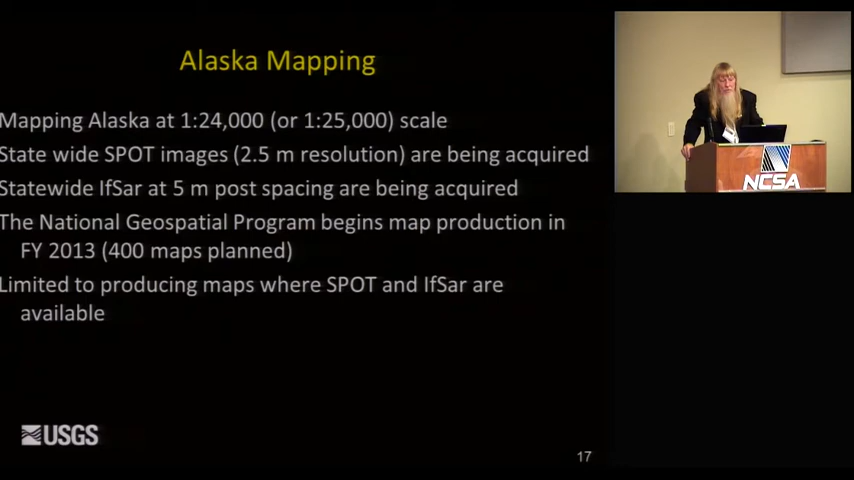 Alaska Mapping
Mapping Alaska at 1:24,000 (or 1:25,000) scale
State wide SPOT images (2.5 m resolution) are being acquired
Statewide IfSar at 5 m post spacing are being acquired
The National Geospatial Program begins map production in
FY 2013 (400 maps planned)
Limited to producing maps where SPOT and IfSar are
available
USGS
17
NCSA